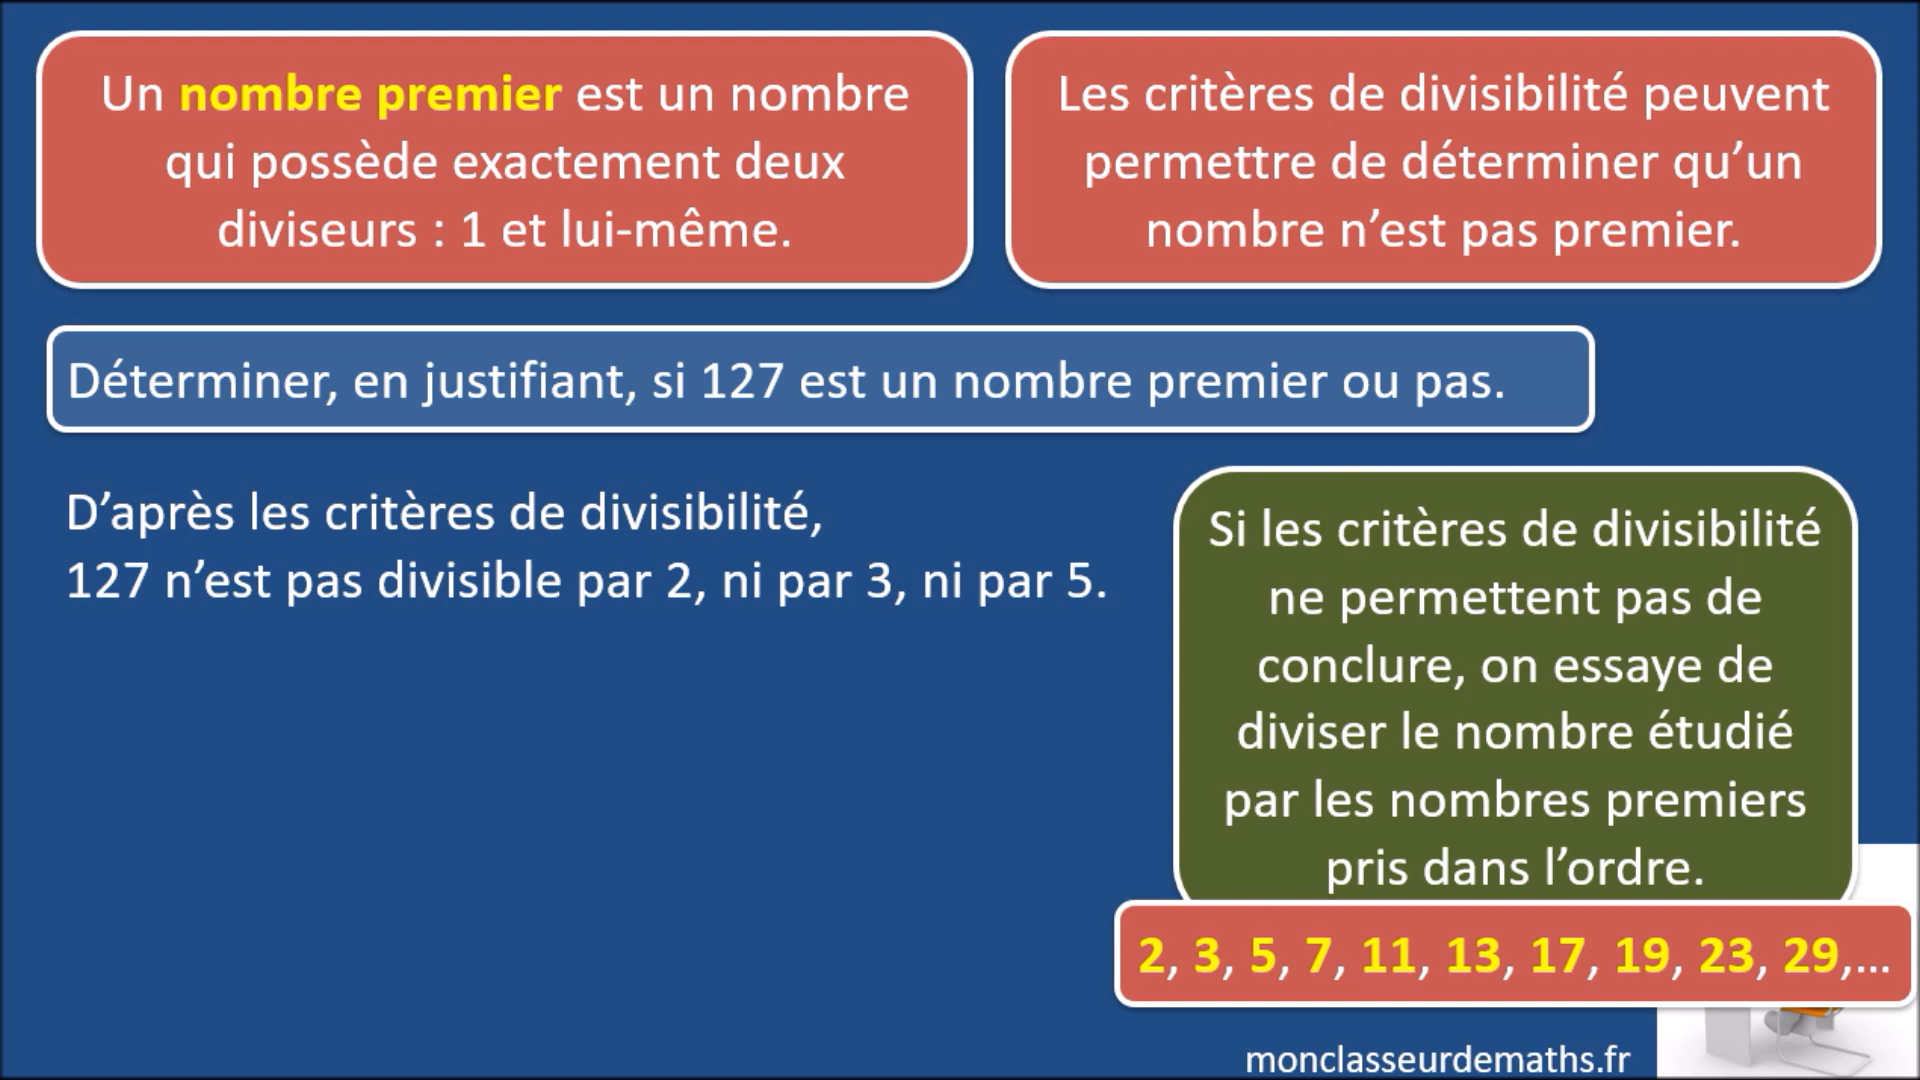 Un nombre premier est un nombre
qui possède exactement deux
diviseurs : 1 et lui-même.
Les critères de divisibilité peuvent
permettre de déterminer qu’un
nombre n’est pas premier.
Déterminer, en justifiant, si 127 est un nombre premier ou pas.
D’après les critères de divisibilité,
127 n’est pas divisible par 2, ni par 3, ni par 5.
Si les critères de divisibilité
ne permettent pas de
conclure, on essaye de
diviser le nombre étudié
par les nombres premiers
pris dans l’ordre.
2, 3, 5, 7, 11, 13, 17, 19, 23, 29,...
monclasseurdemaths.fr